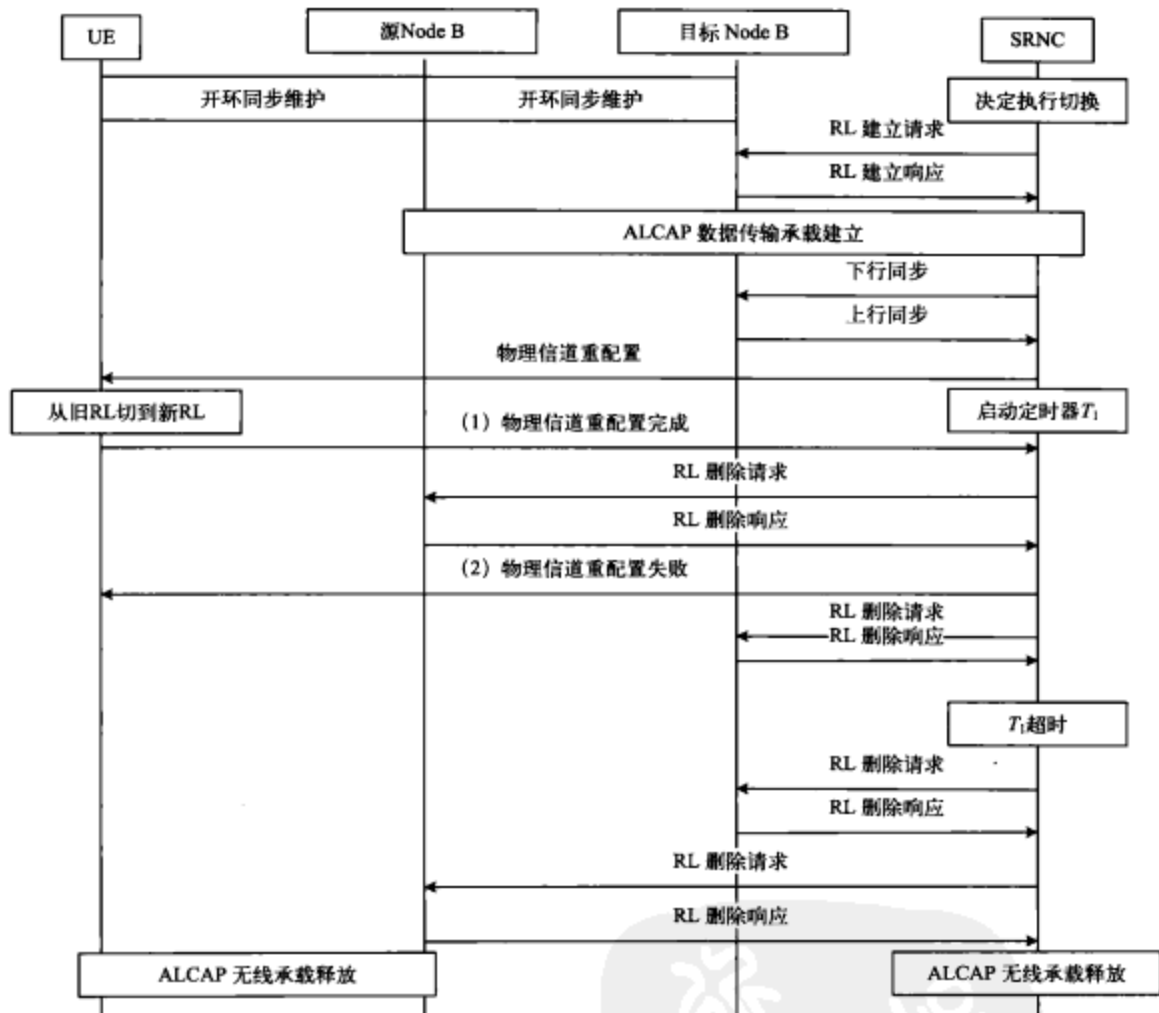 UE
源Node B
目标 Node B
SRNC
开环同步维护
开环同步维护
决定执行切换
RL 建立请求
RL 建立响应
ALCAP 数据传输承载建立
下行同步
上行同步
物理信道重配置
从旧RL切到新RL
启动定时器T₁
(1) 物理信道重配置完成
RL 删除请求
RL 删除响应
(2) 物理信道重配置失败
RL 删除请求
RL 删除响应
T₁超时
RL 删除请求
RL 删除响应
RL 删除请求
RL 删除响应
ALCAP 无线承载释放
ALCAP 无线承载释放